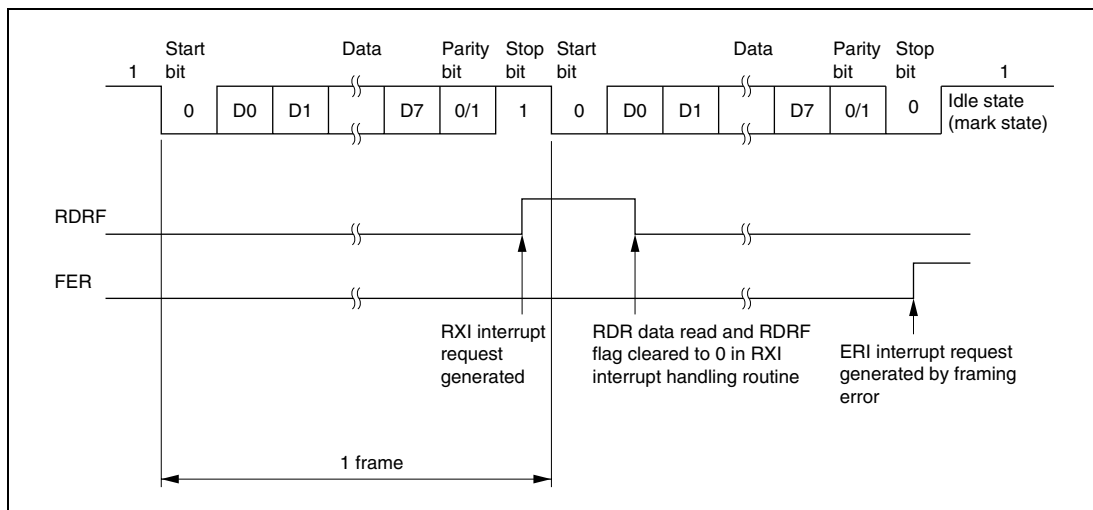 Start bit
Data
Parity bit
Stop bit
Start bit
Data
Parity bit
Stop bit
1
1
0
D0
D1
D7
0/1
1
0
D0
D1
D7
0/1
0
Idle state
(mark state)
RDRF
FER
RXI interrupt
request
generated
RDR data read and RDRF
flag cleared to 0 in RXI
interrupt handling routine
ERI interrupt request
generated by framing
error
1 frame